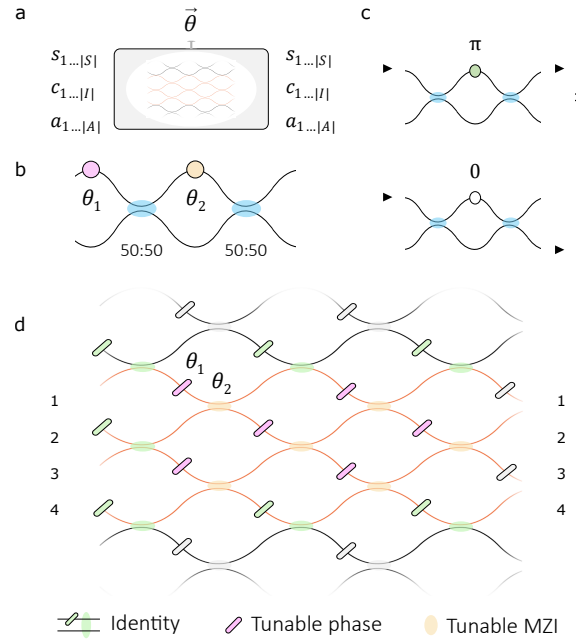 a
θ⃗
s₁...|S|
c₁...|I|
a₁...|A|
s₁...|S|
c₁...|I|
a₁...|A|
b
θ₁
θ₂
50:50
50:50
c
π
0
d
θ₁
θ₂
1
2
3
4
1
2
3
4
Identity
Tunable phase
Tunable MZI